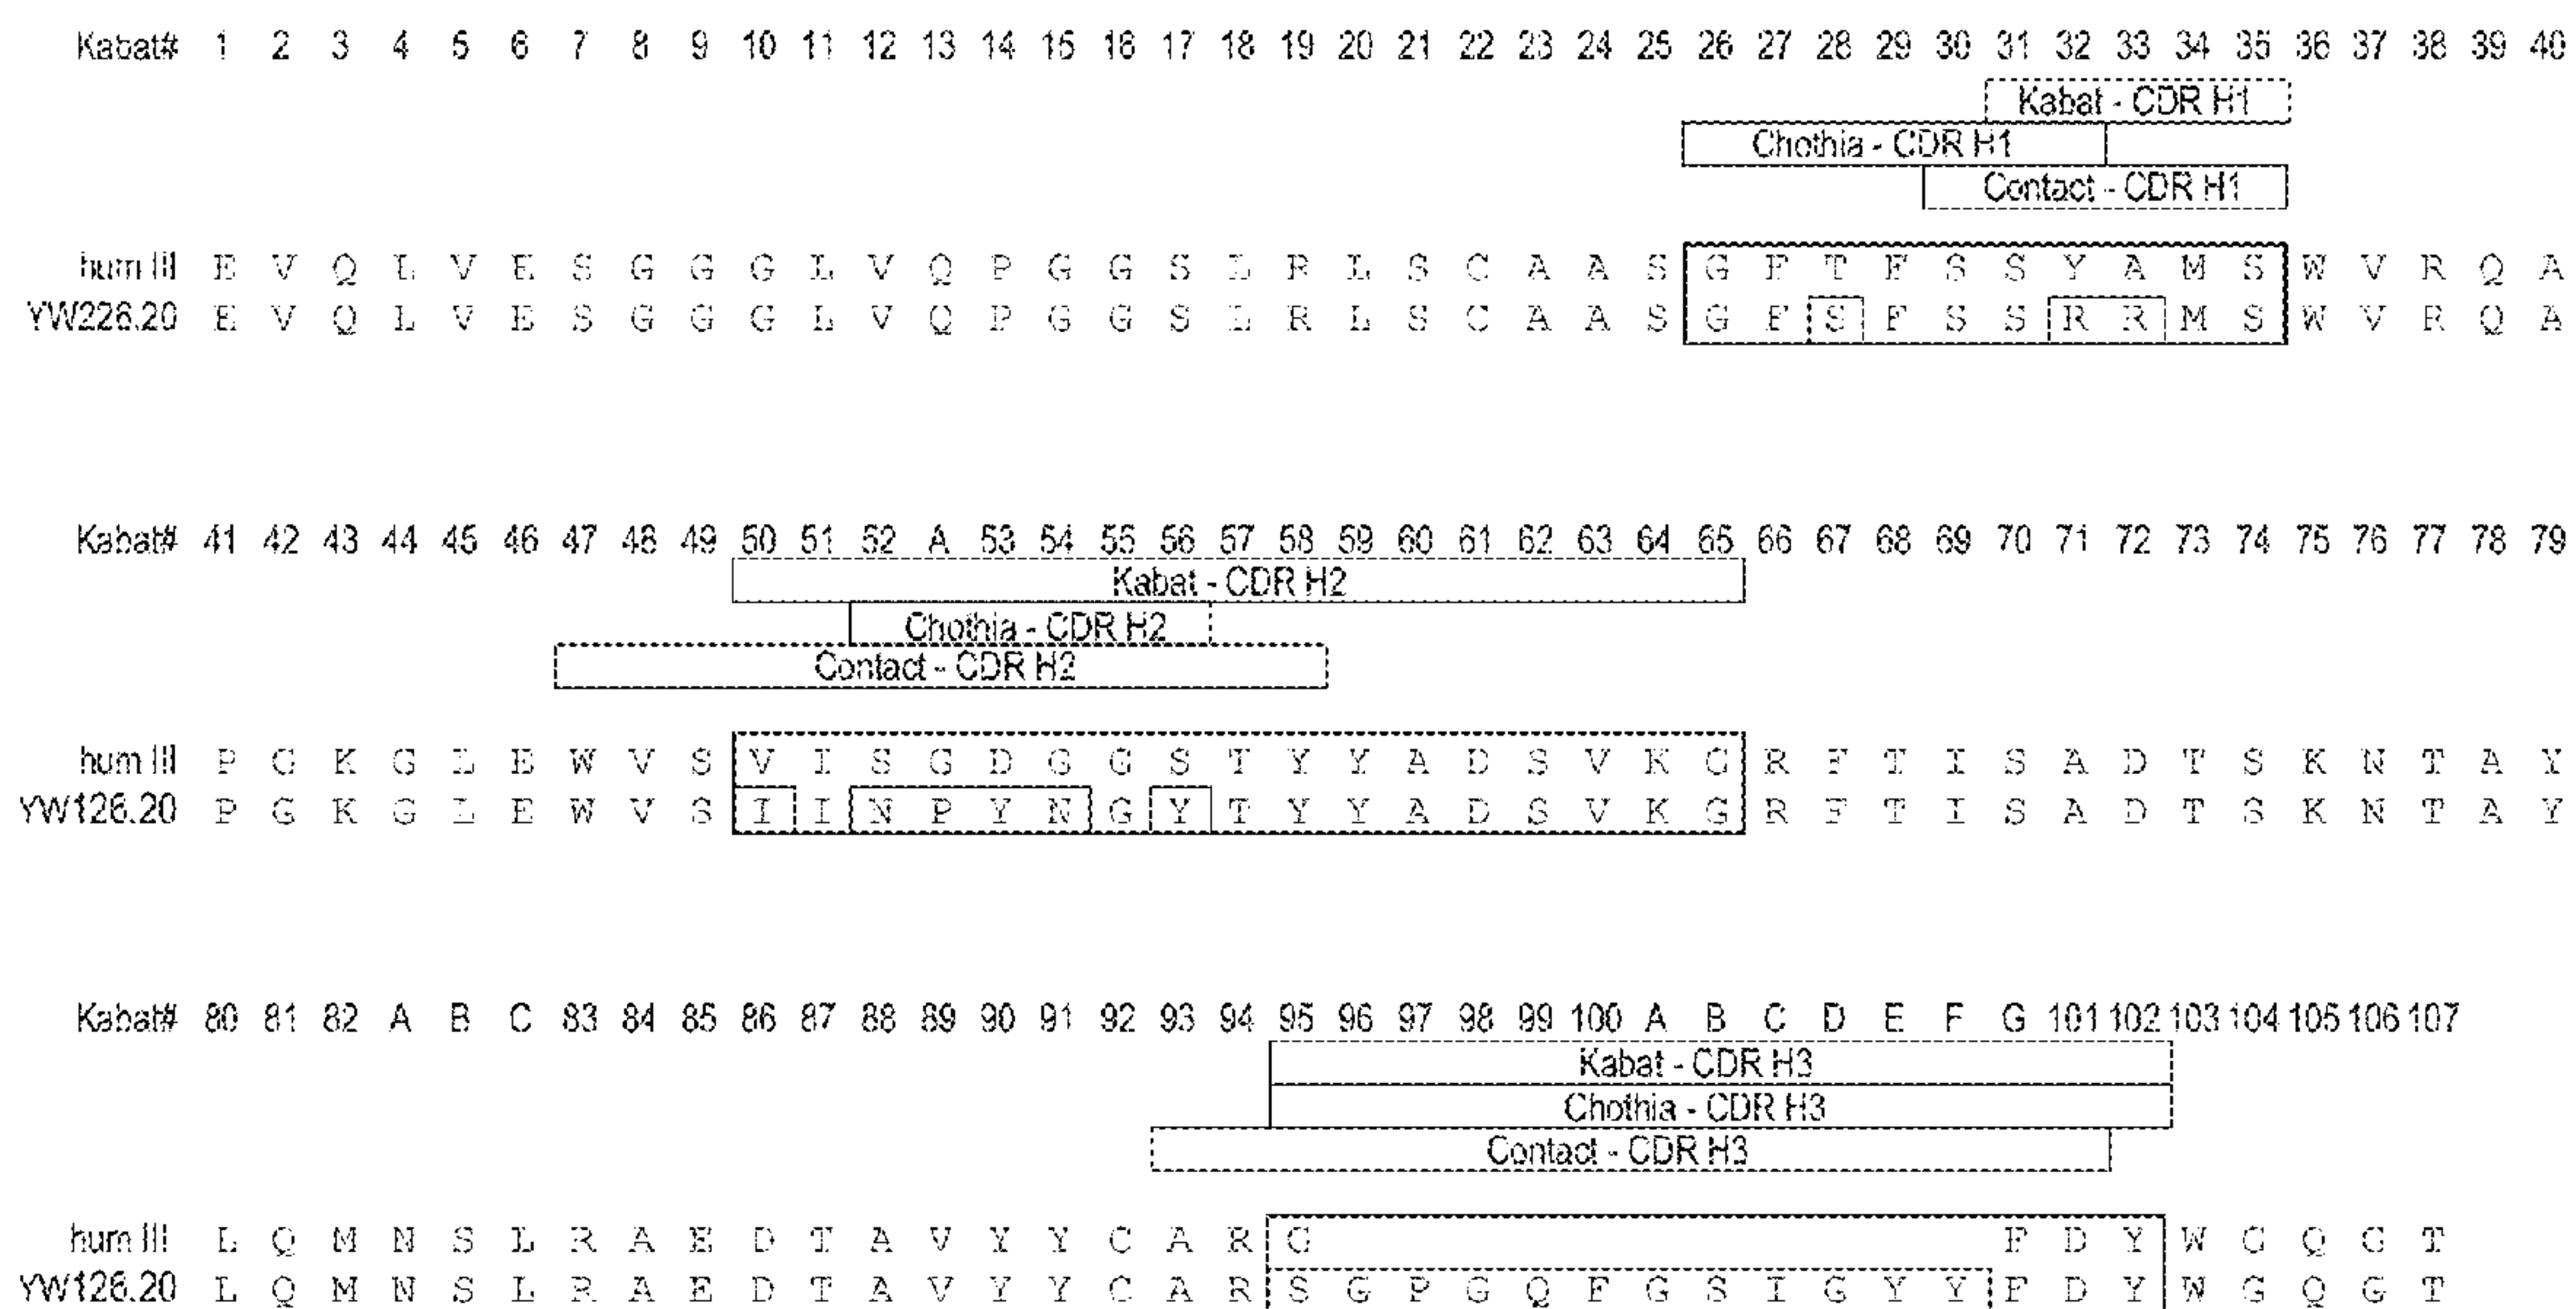 Kabat# 1 2 3 4 5 6 7 8 9 10 11 12 13 14 15 16 17 18 19 20 21 22 23 24 25 26 27 28 29 30 31 32 33 34 35 36 37 38 39 40
Kabat - CDR H1
Chothia - CDR H1
Contact - CDR H1
hum III E V Q L V E S G G G L V Q P G G S L R L S C A A S G F T F S S Y A M S W V R Q A
YW226.20 E V Q L V E S G G G L V Q P G G S L R L S C A A S G F S F S S R R M S W V R Q A
Kabat# 41 42 43 44 45 46 47 48 49 50 51 52 A 53 54 55 56 57 58 59 60 61 62 63 64 65 66 67 68 69 70 71 72 73 74 75 76 77 78 79
Kabat - CDR H2
Chothia - CDR H2
Contact - CDR H2
hum III P G K G L E W V S V I S G D G G S T Y Y A D S V K G R F T I S A D T S K N T A Y
YW126.20 P G K G L E W V S I I N P Y N G Y T Y Y A D S V K G R F T I S A D T S K N T A Y
Kabat# 80 81 82 A B C 83 84 85 86 87 88 89 90 91 92 93 94 95 96 97 98 99 100 A B C D E F G 101 102 103 104 105 106 107
Kabat - CDR H3
Chothia - CDR H3
Contact - CDR H3
hum III L Q M N S L R A E D T A V Y Y C A R G F D Y W G Q G T
YW126.20 L Q M N S L R A E D T A V Y Y C A R S G P G Q F G S I G Y Y F D Y W G Q G T